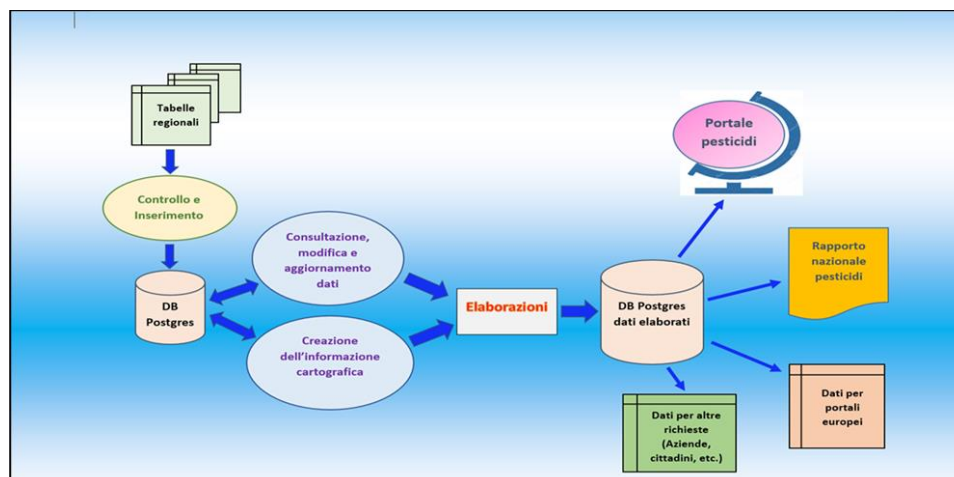 Tabelle
regionali
Controllo e
Inserimento
DB
Postgres
Consultazione,
modifica e
aggiornamento
dati
Creazione
dell'informazione
cartografica
Elaborazioni
DB Postgres
dati elaborati
Portale
pesticidi
Rapporto
nazionale
pesticidi
Dati per
portali
europei
Dati per altre
richieste
(Aziende,
cittadini, etc.)